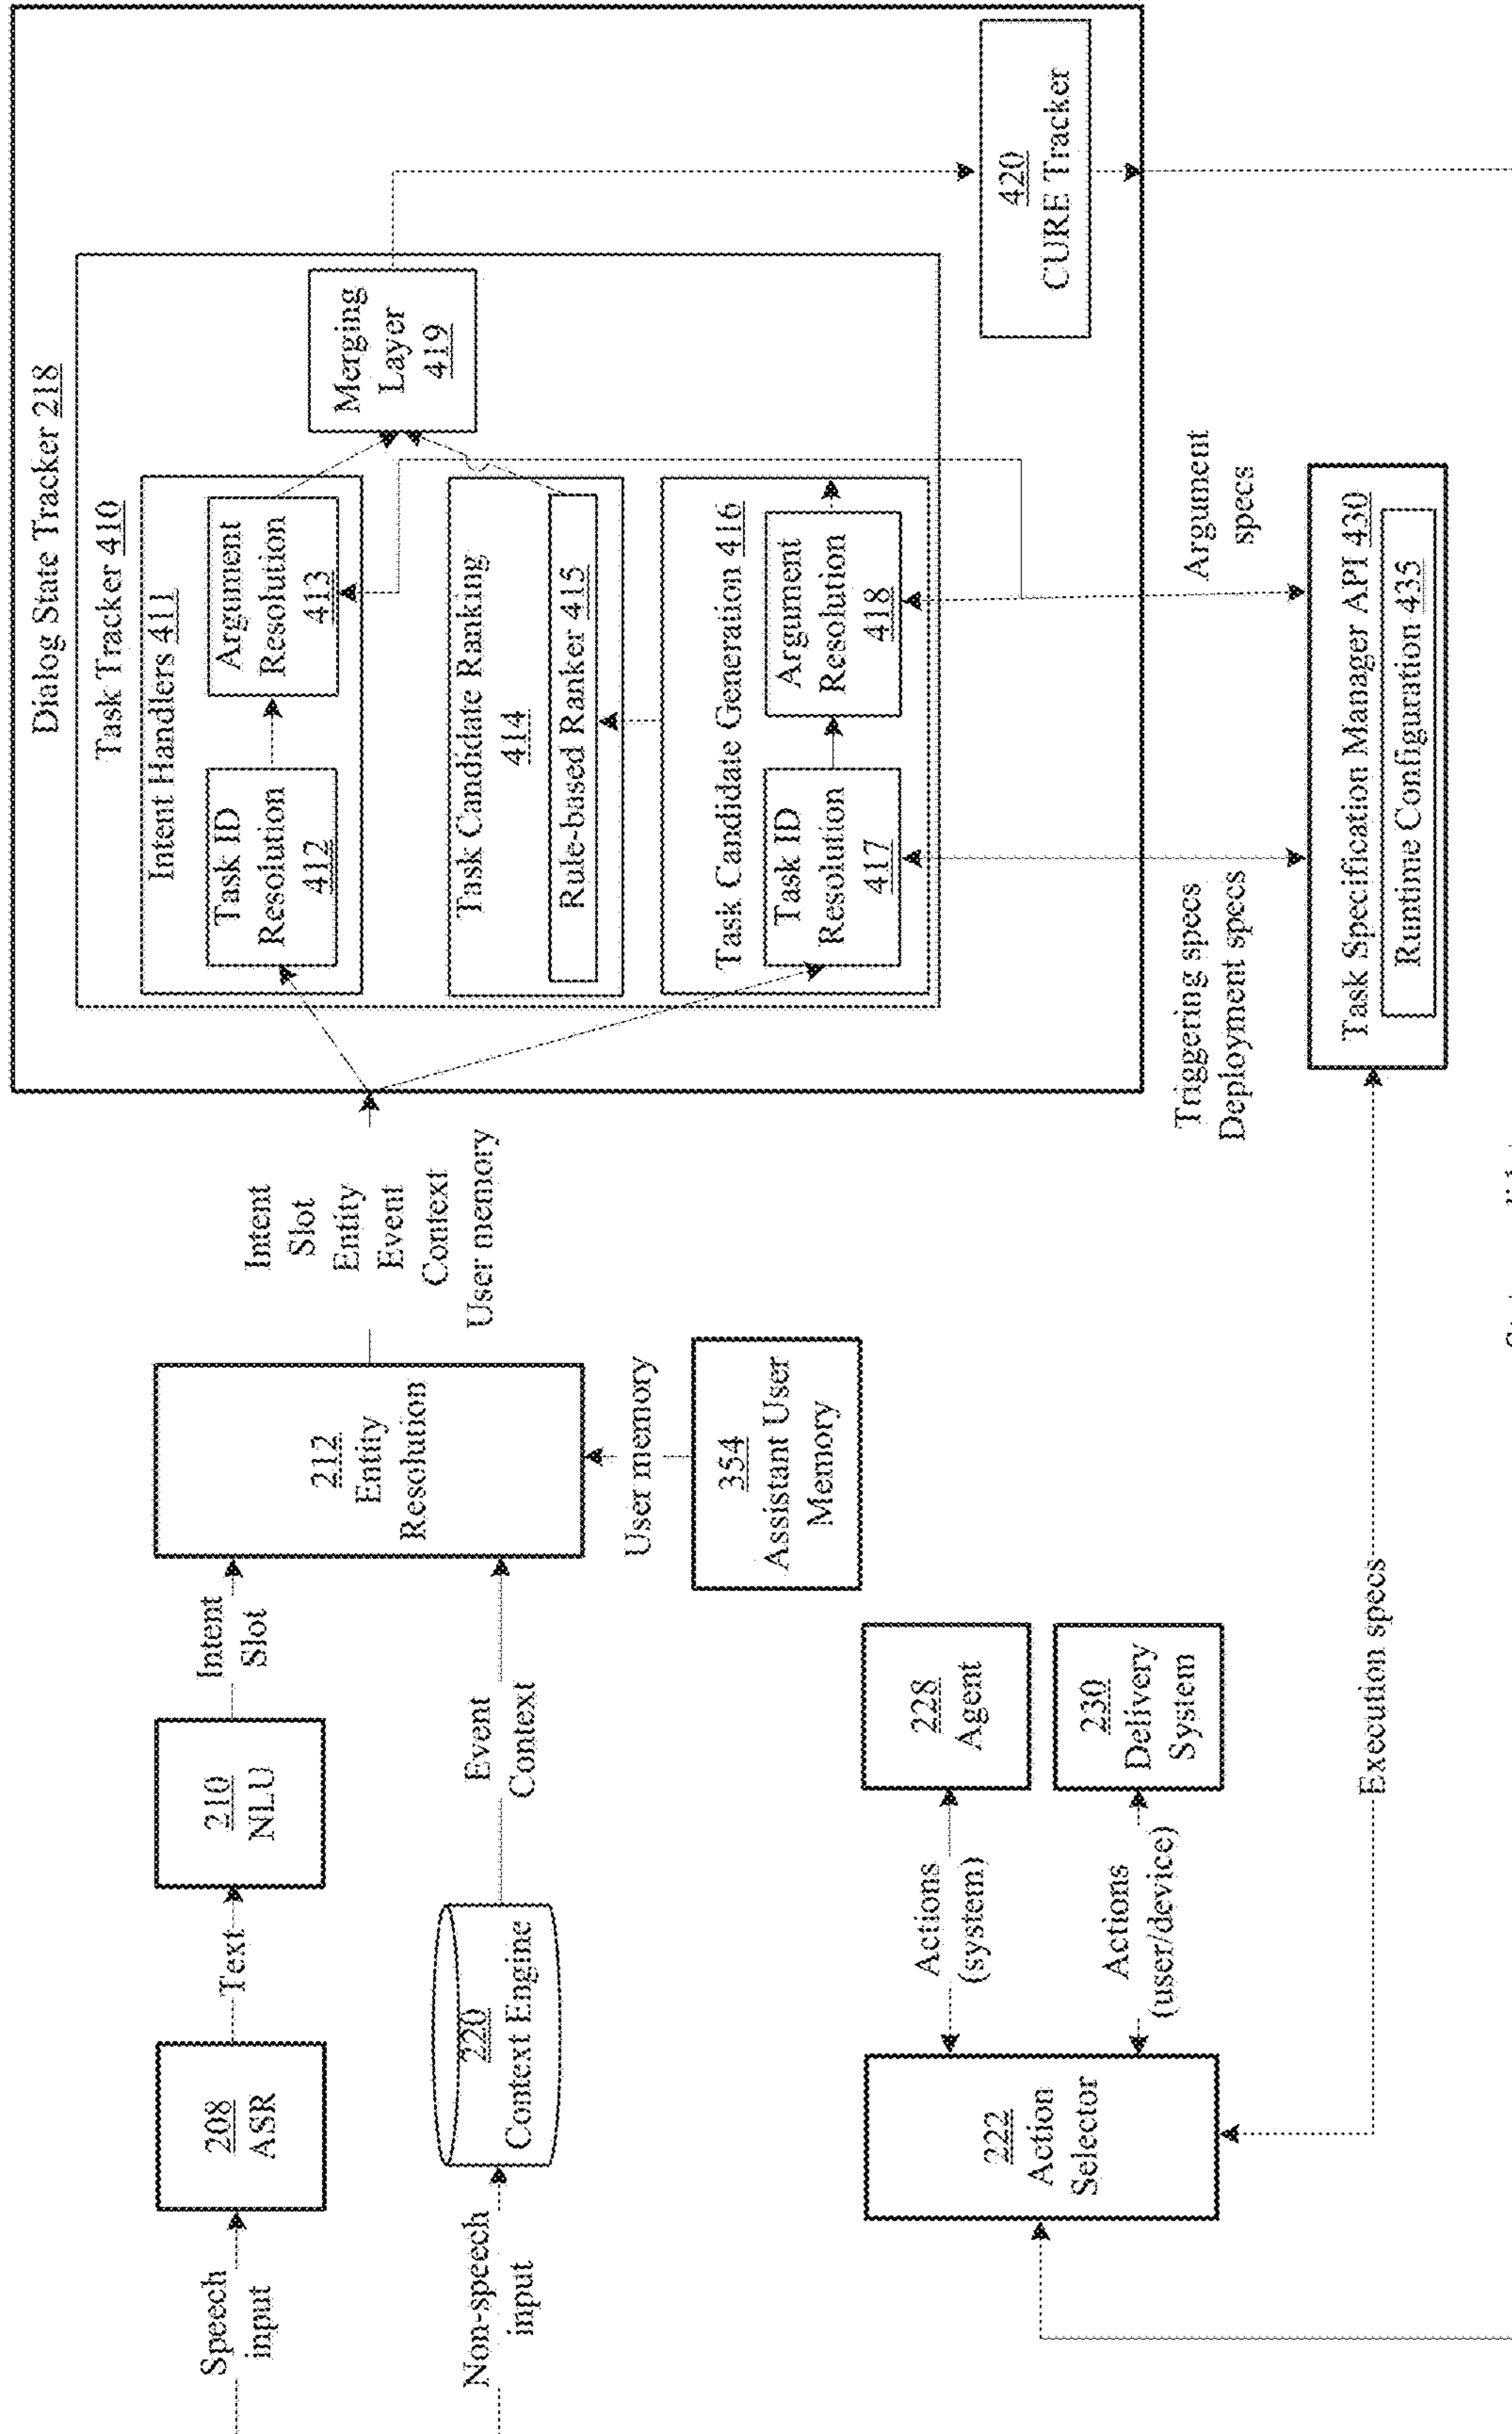 Speech
input
208
ASR
Text
210
NLU
Intent
Slot
Non-speech
input
220
Context Engine
Event
Context
212
Entity
Resolution
User memory
354
Assistant User
Memory
Intent
Slot
Entity
Event
Context
User memory
Dialog State Tracker 218
Task Tracker 410
Intent Handlers 411
Task ID
Resolution
412
Argument
Resolution
413
Task Candidate Ranking
414
Rule-based Ranker 415
Task Candidate Generation 416
Task ID
Resolution
417
Argument
Resolution
418
Merging
Layer
419
420
CURE Tracker
Triggering specs
Deployment specs
Argument
specs
Task Specification Manager API 430
Runtime Configuration 435
222
Action
Selector
Actions
(system)
228
Agent
Actions
(user/device)
230
Delivery
System
Execution specs